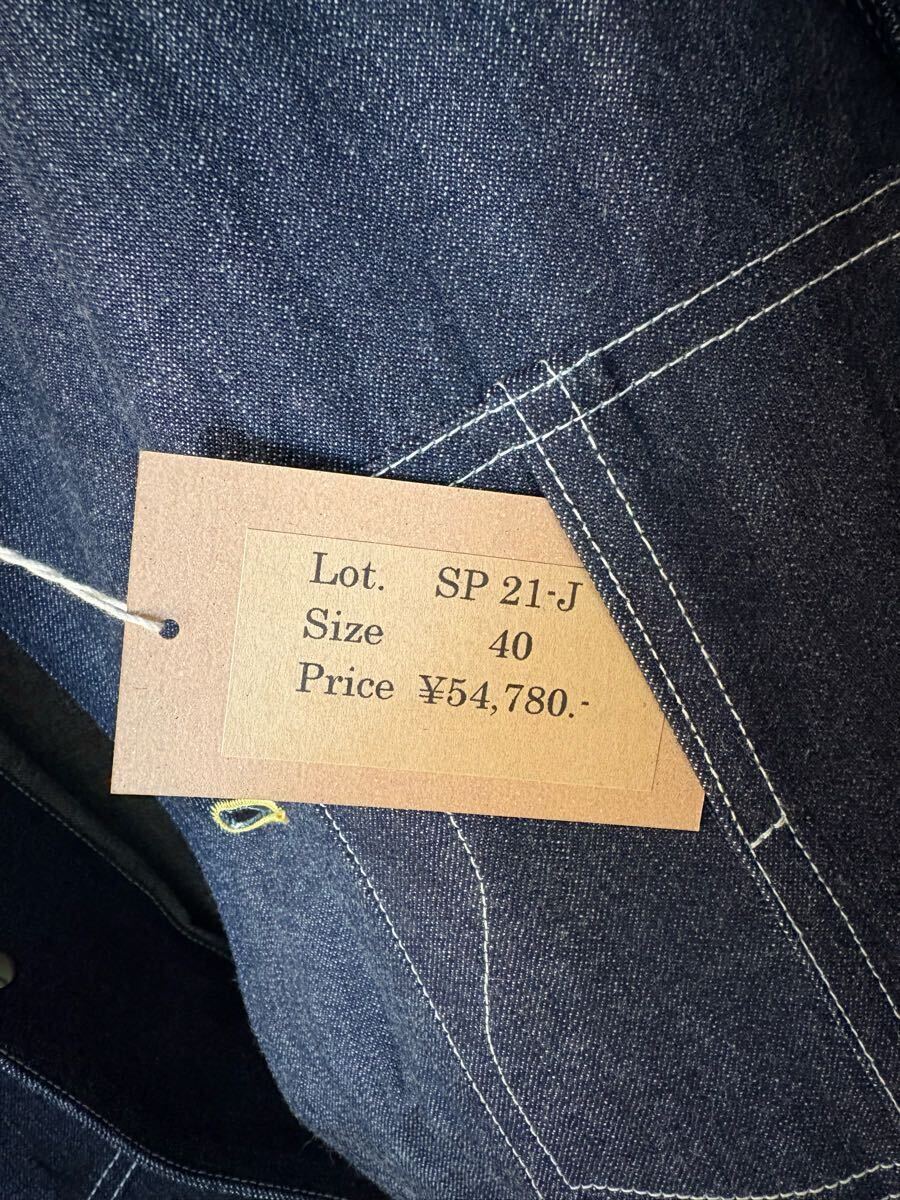 Lot. SP 21-J
Size 40
Price ¥54,780.-